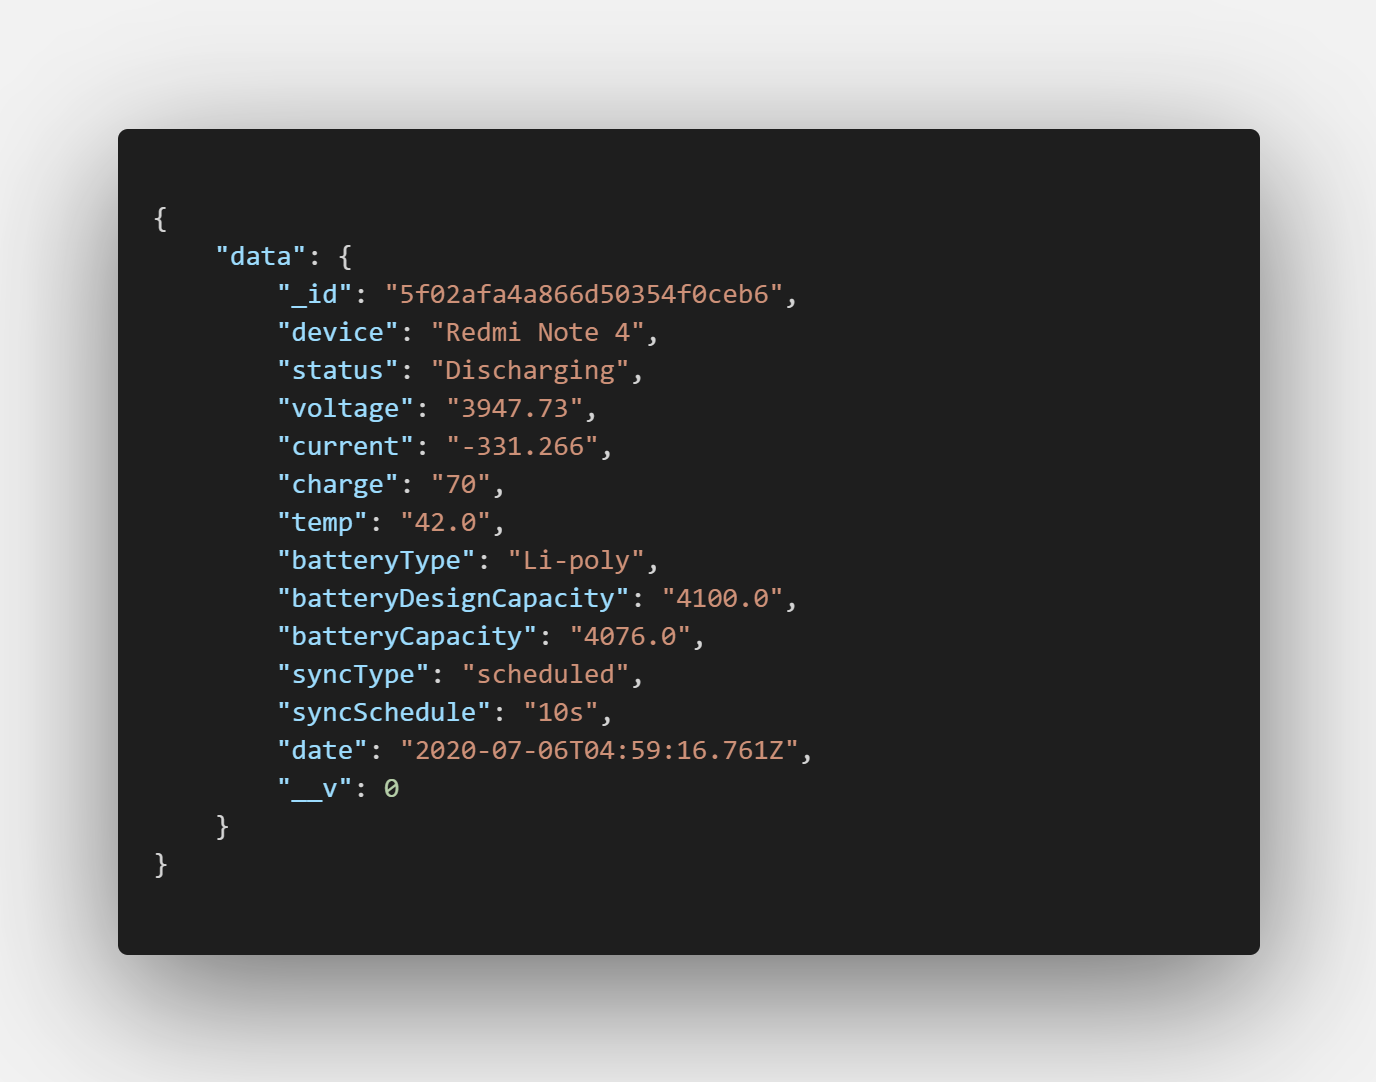 {
    "data": {
        "_id": "5f02afa4a866d50354f0ceb6",
        "device": "Redmi Note 4",
        "status": "Discharging",
        "voltage": "3947.73",
        "current": "-331.266",
        "charge": "70",
        "temp": "42.0",
        "batteryType": "Li-poly",
        "batteryDesignCapacity": "4100.0",
        "batteryCapacity": "4076.0",
        "syncType": "scheduled",
        "syncSchedule": "10s",
        "date": "2020-07-06T04:59:16.761Z",
        "__v": 0
    }
}